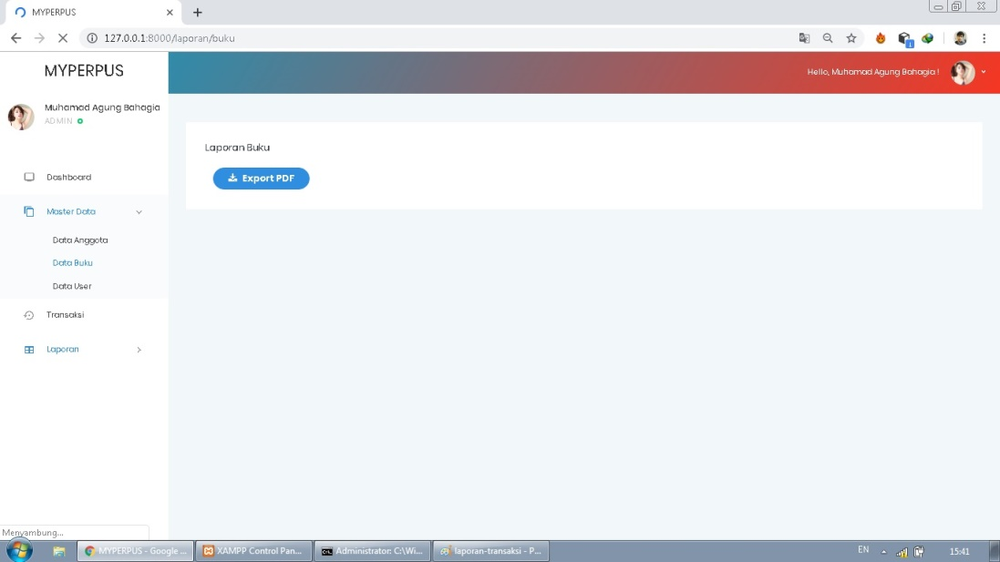 MYPERPUS
127.0.0.1:8000/laporan/buku
MYPERPUS
Hello, Muhamad Agung Bahagia !
Muhamad Agung Bahagia
ADMIN
Laporan Buku
Export PDF
Dashboard
Master Data
Data Anggota
Data Buku
Data User
Transaksi
Laporan
Menyambung...
MYPERPUS - Google ...
XAMPP Control Pan...
Administrator: C:\Wi...
laporan-transaksi - P...
EN
15:41